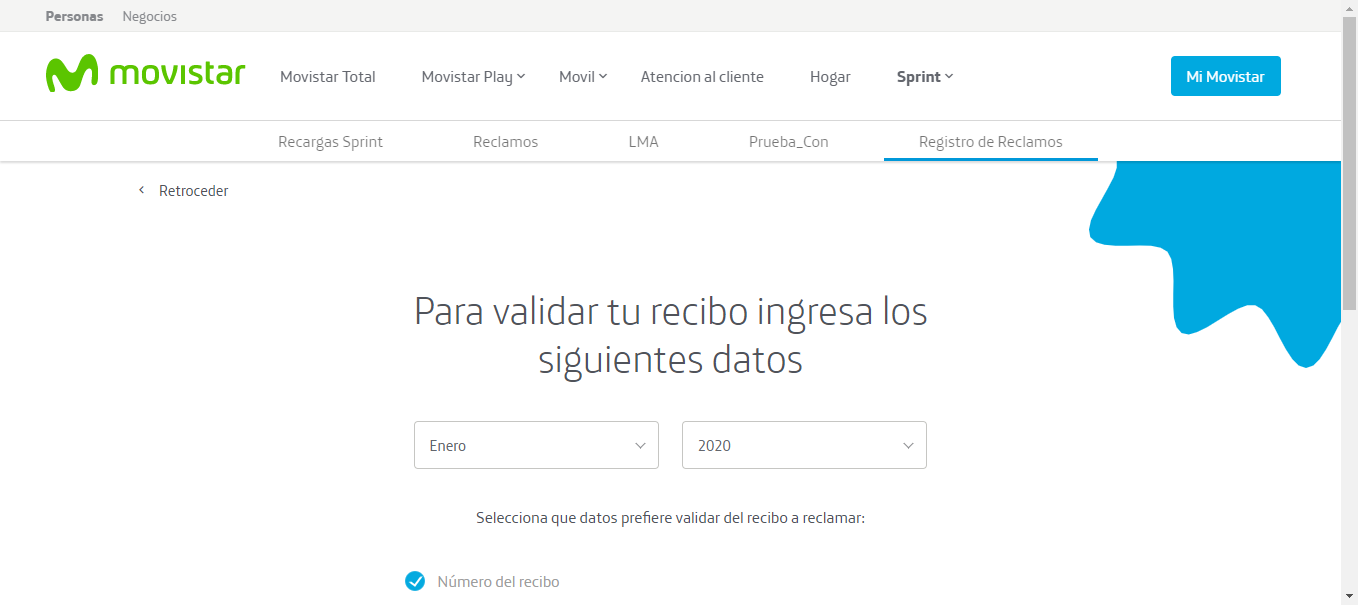 Personas Negocios
movistar Movistar Total Movistar Play Movil Atencion al cliente Hogar Sprint Mi Movistar
Recargas Sprint Reclamos LMA Prueba_Con Registro de Reclamos
Retroceder
Para validar tu recibo ingresa los
siguientes datos
Enero 2020
Selecciona que datos prefiere validar del recibo a reclamar:
Número del recibo